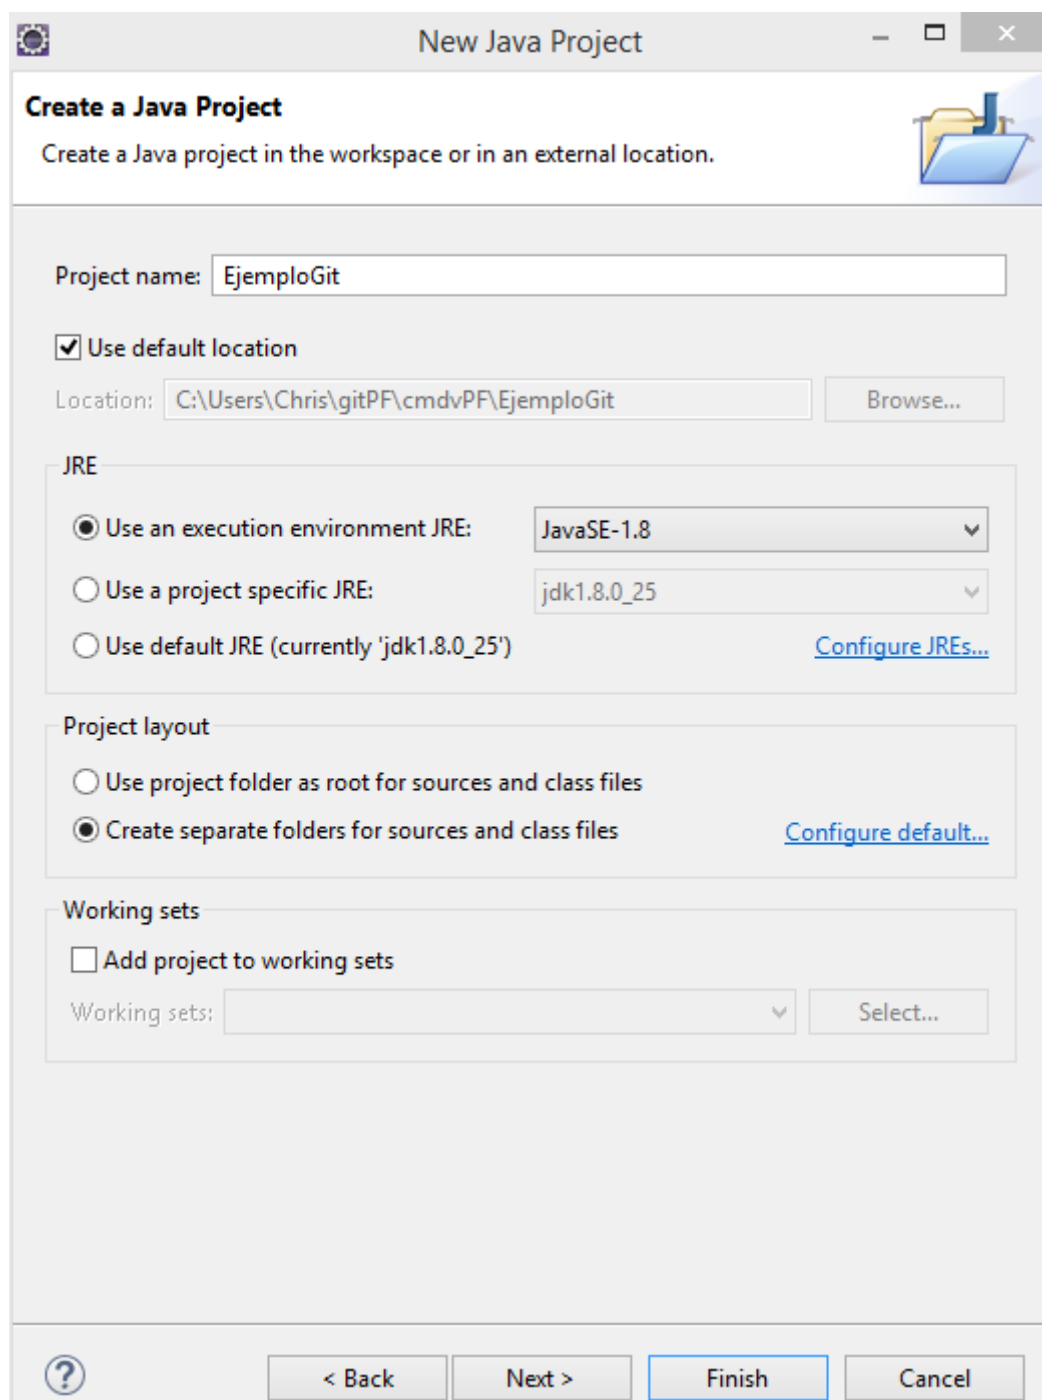 New Java Project
Create a Java Project
Create a Java project in the workspace or in an external location.
Project name: EjemploGit
Use default location
Location: C:\Users\Chris\gitPF\cmdvPF\EjemploGit Browse...
JRE
Use an execution environment JRE: JavaSE-1.8
Use a project specific JRE: jdk1.8.0_25
Use default JRE (currently 'jdk1.8.0_25') Configure JREs...
Project layout
Use project folder as root for sources and class files
Create separate folders for sources and class files Configure default...
Working sets
Add project to working sets
Working sets: Select...
? < Back Next > Finish Cancel